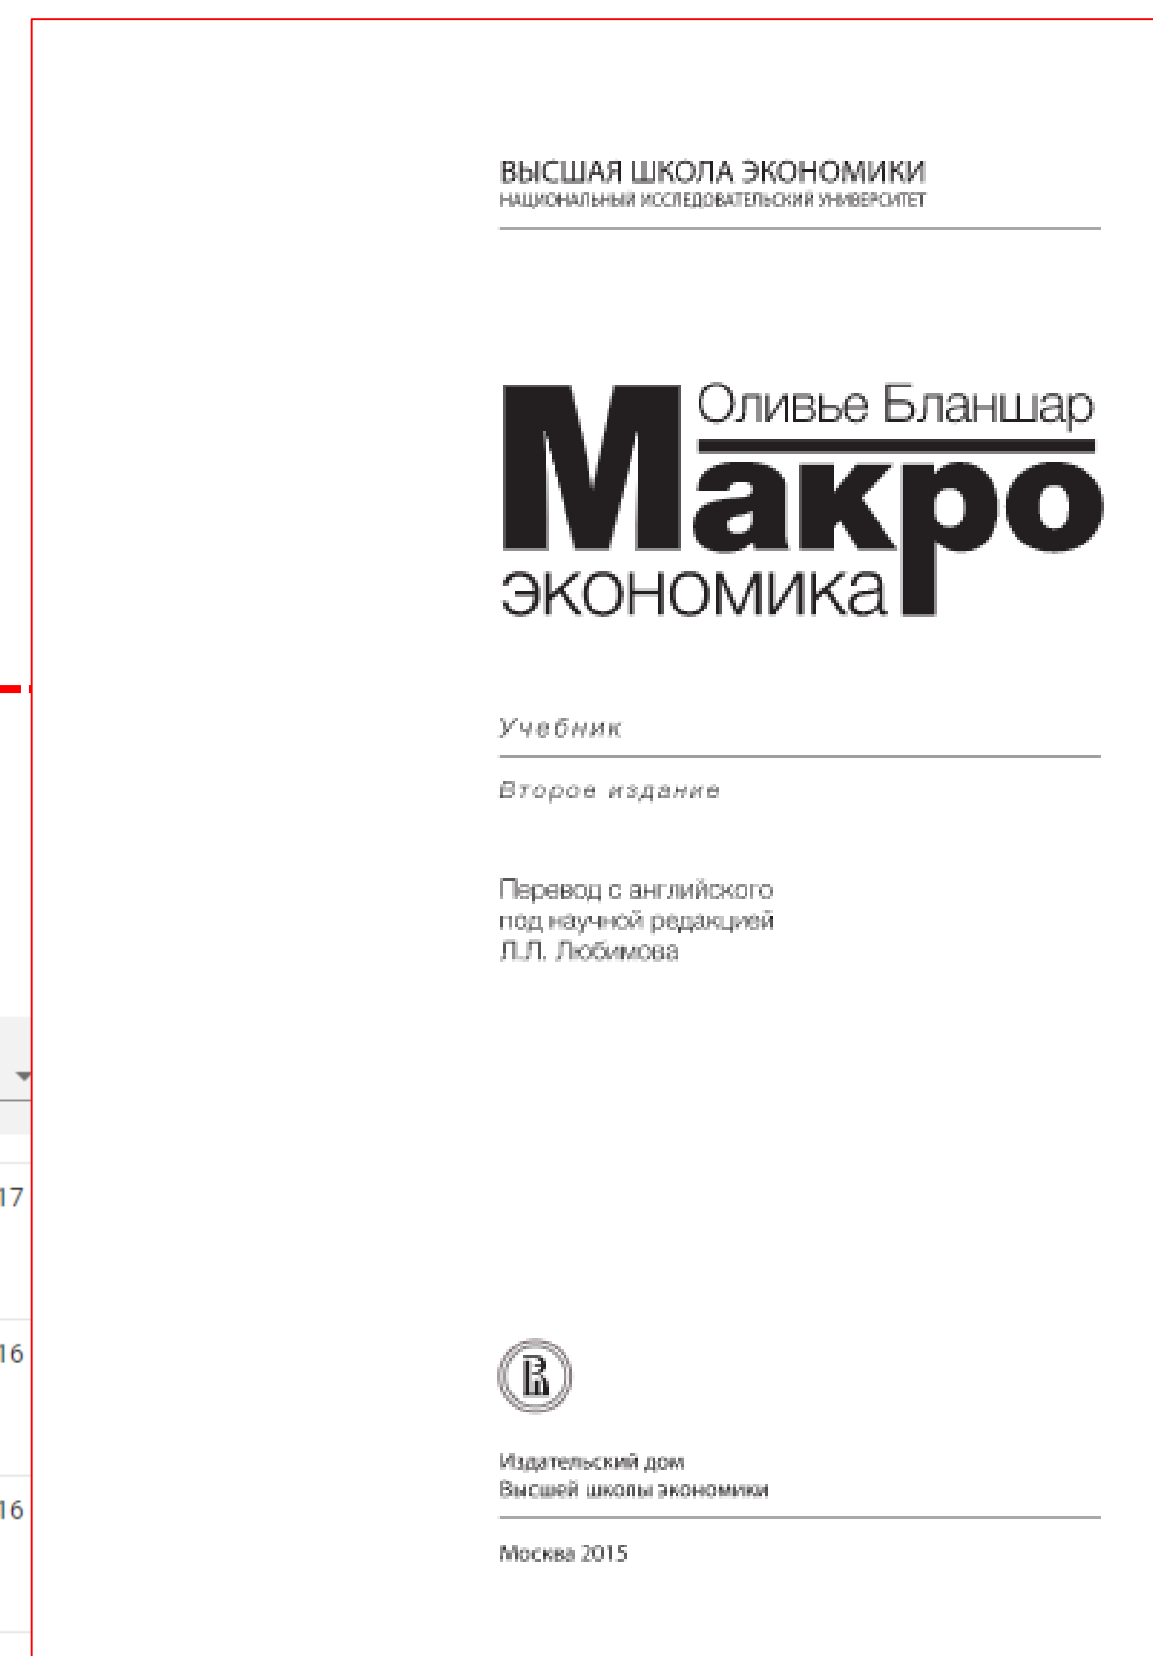 ВЫСШАЯ ШКОЛА ЭКОНОМИКИ
НАЦИОНАЛЬНЫЙ ИССЛЕДОВАТЕЛЬСКИЙ УНИВЕРСИТЕТ
Оливье Бланшар
Макро
экономика
Учебник
Второе издание
Перевод с английского
под научной редакцией
Л.Л. Любимова
17
16
16
Издательский дом
Высшей школы экономики
Москва 2015